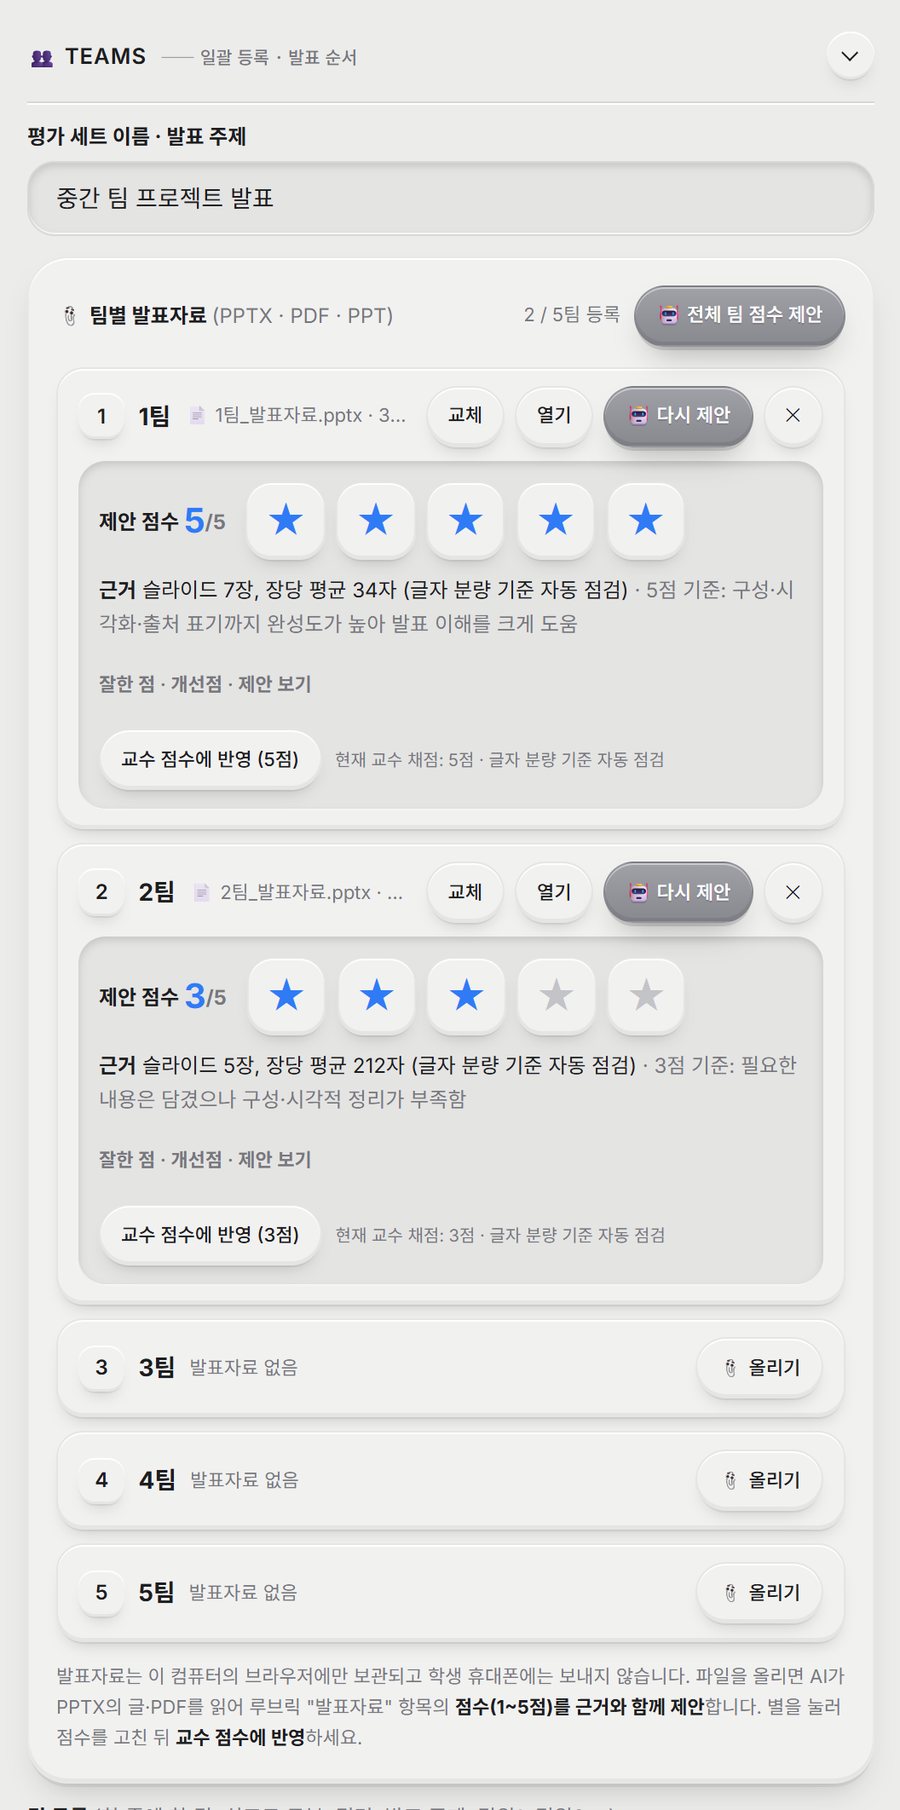 TEAMS — 일괄 등록 · 발표 순서
평가 세트 이름 · 발표 주제
중간 팀 프로젝트 발표
팀별 발표자료 (PPTX · PDF · PPT) 2 / 5팀 등록 전체 팀 점수 제안
1 1팀 1팀_발표자료.pptx · 3... 교체 열기 다시 제안 ×
제안 점수 5/5 ★ ★ ★ ★ ★
근거 슬라이드 7장, 장당 평균 34자 (글자 분량 기준 자동 점검) · 5점 기준: 구성·시
각화·출처 표기까지 완성도가 높아 발표 이해를 크게 도움
잘한 점 · 개선점 · 제안 보기
교수 점수에 반영 (5점) 현재 교수 채점: 5점 · 글자 분량 기준 자동 점검
2 2팀 2팀_발표자료.pptx · ... 교체 열기 다시 제안 ×
제안 점수 3/5 ★ ★ ★ ★ ★
근거 슬라이드 5장, 장당 평균 212자 (글자 분량 기준 자동 점검) · 3점 기준: 필요한
내용은 담겼으나 구성·시각적 정리가 부족함
잘한 점 · 개선점 · 제안 보기
교수 점수에 반영 (3점) 현재 교수 채점: 3점 · 글자 분량 기준 자동 점검
3 3팀 발표자료 없음 올리기
4 4팀 발표자료 없음 올리기
5 5팀 발표자료 없음 올리기
발표자료는 이 컴퓨터의 브라우저에만 보관되고 학생 휴대폰에는 보내지 않습니다. 파일을 올리면 AI가
PPTX의 글·PDF를 읽어 루브릭 "발표자료" 항목의 점수(1~5점)를 근거와 함께 제안합니다. 별을 눌러
점수를 고친 뒤 교수 점수에 반영하세요.